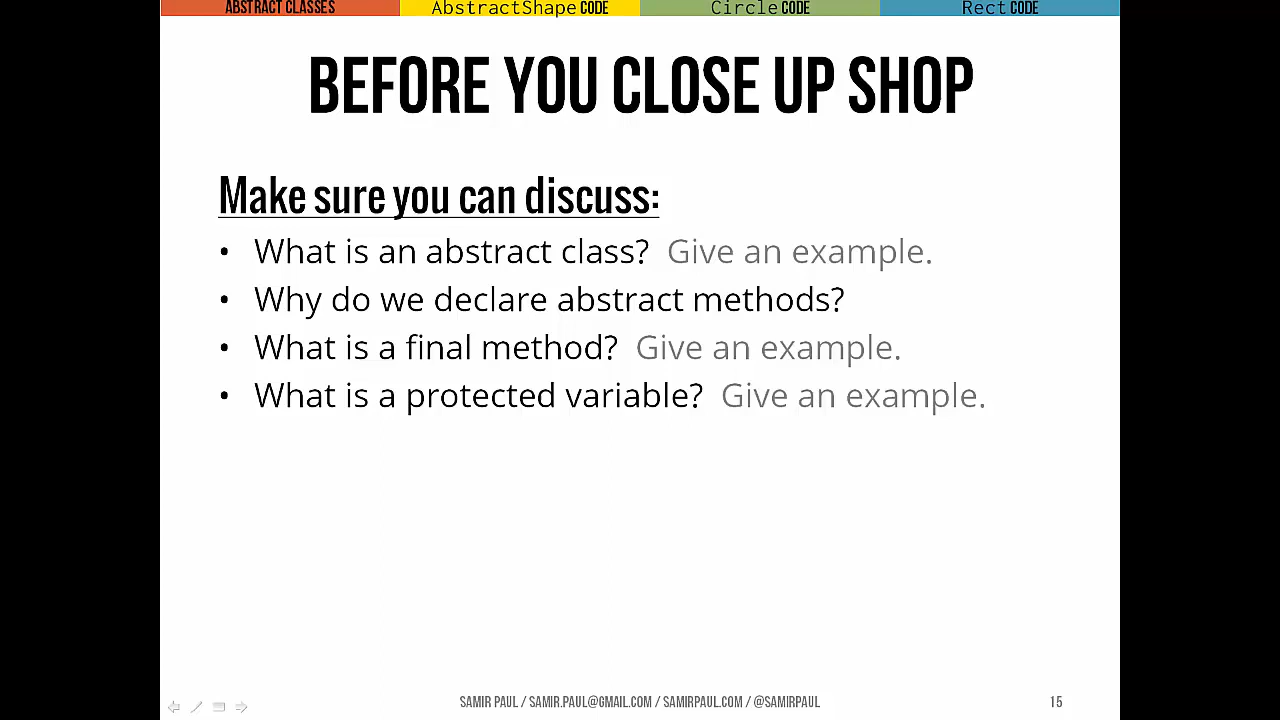 ABSTRACT CLASSES AbstractShape CODE Circle CODE Rect CODE
BEFORE YOU CLOSE UP SHOP
Make sure you can discuss:
• What is an abstract class? Give an example.
• Why do we declare abstract methods?
• What is a final method? Give an example.
• What is a protected variable? Give an example.
SAMIR PAUL / SAMIR.PAUL@GMAIL.COM / SAMIRPAUL.COM / @SAMIRPAUL 15